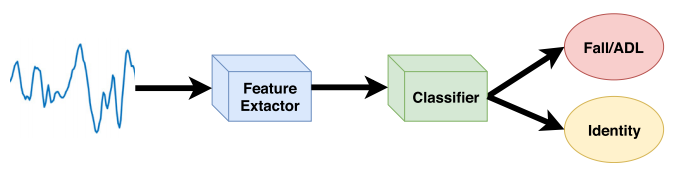 Feature
Extactor
Classifier
Fall/ADL
Identity